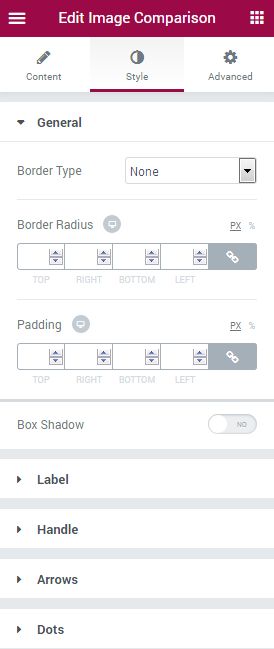 Edit Image Comparison
Content Style Advanced
General
Border Type None
Border Radius PX %
TOP RIGHT BOTTOM LEFT
Padding PX %
TOP RIGHT BOTTOM LEFT
Box Shadow NO
Label
Handle
Arrows
Dots